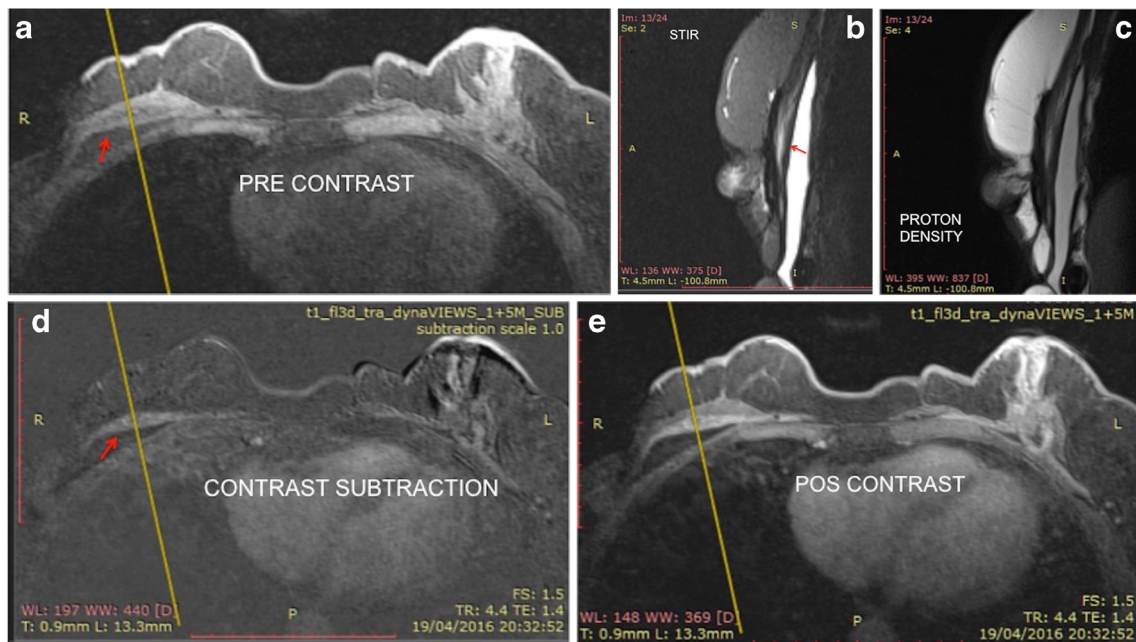 a
R
L
PRE CONTRAST
Im: 13/24
Se: 2
STIR
S
b
A
WL: 136 WW: 375 [D]
T: 4.5mm L: -100.8mm
I
Im: 13/24
Se: 4
S
c
A
PROTON
DENSITY
WL: 395 WW: 837 [D]
T: 4.5mm L: -100.8mm
I
d
t1_fl3d_tra_dynaVIEWS_1+5M_SUB
subtraction scale 1.0
R
L
CONTRAST SUBTRACTION
WL: 197 WW: 440 [D]
T: 0.9mm L: 13.3mm
P
FS: 1.5
TR: 4.4 TE: 1.4
19/04/2016 20:32:52
e
t1_fl3d_tra_dynaVIEWS_1+5M
R
L
POS CONTRAST
WL: 148 WW: 369 [D]
T: 0.9mm L: 13.3mm
P
FS: 1.5
TR: 4.4 TE: 1.4
19/04/2016 20:32:52